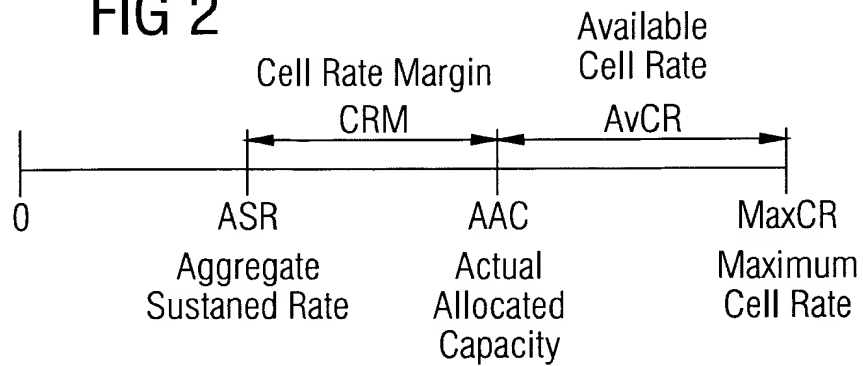 FIG 2
Available
Cell Rate Margin Cell Rate
CRM AvCR
0 ASR AAC MaxCR
Aggregate Actual Maximum
Sustaned Rate Allocated Cell Rate
Capacity